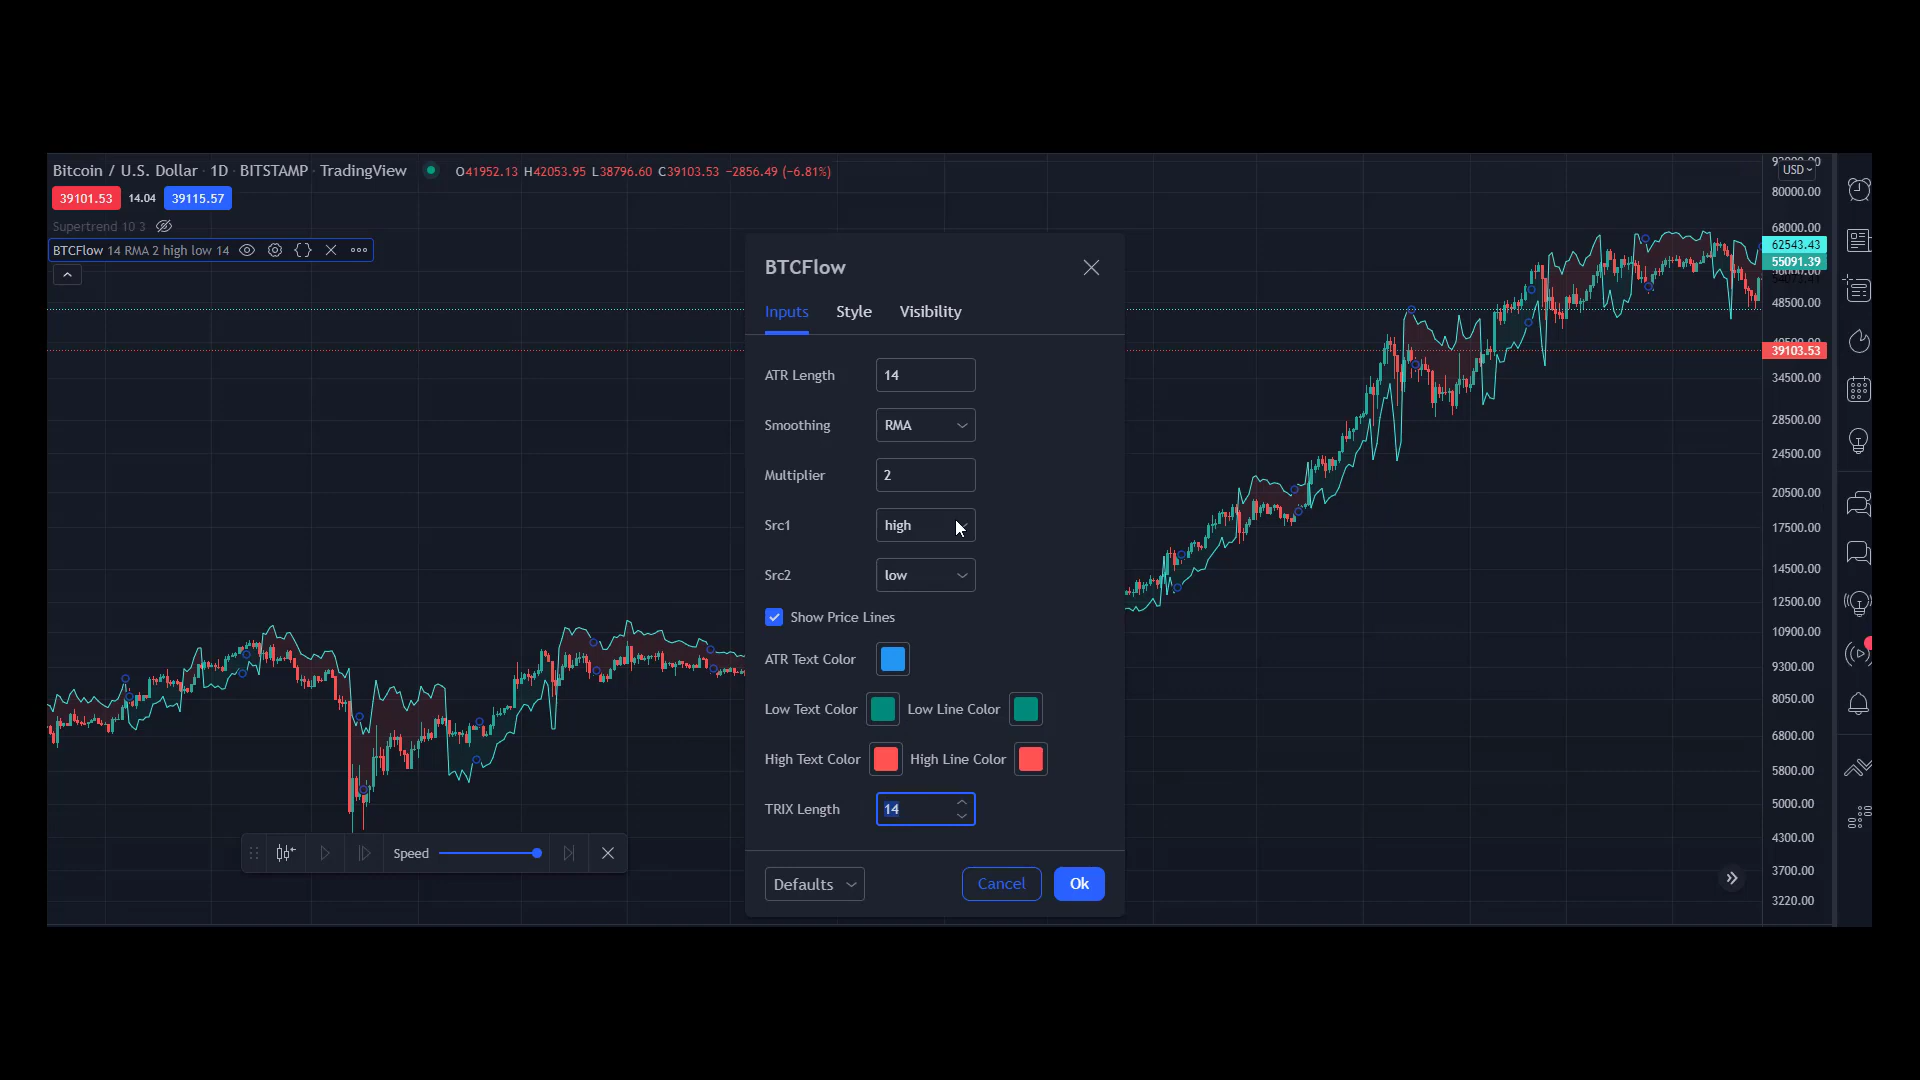 Bitcoin / U.S. Dollar · 1D · BITSTAMP · TradingView
O41952.13 H42053.95 L38796.60 C39103.53 −2856.49 (−6.81%)
39101.53 14.04 39115.57
Supertrend 10 3
BTCFlow 14 RMA 2 high low 14
BTCFlow
Inputs Style Visibility
ATR Length 14
Smoothing RMA
Multiplier 2
Src1 high
Src2 low
Show Price Lines
ATR Text Color
Low Text Color Low Line Color
High Text Color High Line Color
TRIX Length 14
Defaults Cancel Ok
Speed
USD
80000.00
68000.00
62543.43
55091.39
48500.00
39103.53
34500.00
28500.00
24500.00
20500.00
17500.00
14500.00
12500.00
10900.00
9300.00
8050.00
6800.00
5800.00
5000.00
4300.00
3700.00
3220.00